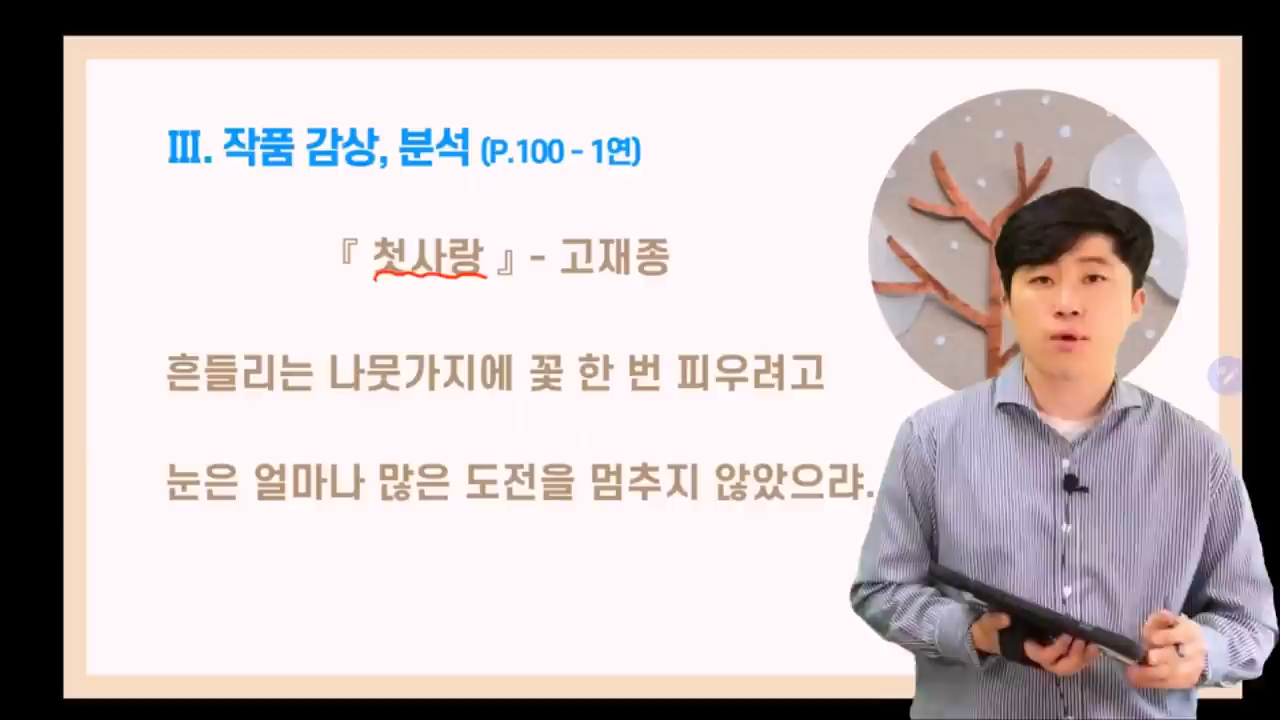 Ⅲ. 작품 감상, 분석 (P.100 - 1연)
『 첫사랑 』 - 고재종
흔들리는 나뭇가지에 꽃 한 번 피우려고
눈은 얼마나 많은 도전을 멈추지 않았으랴.